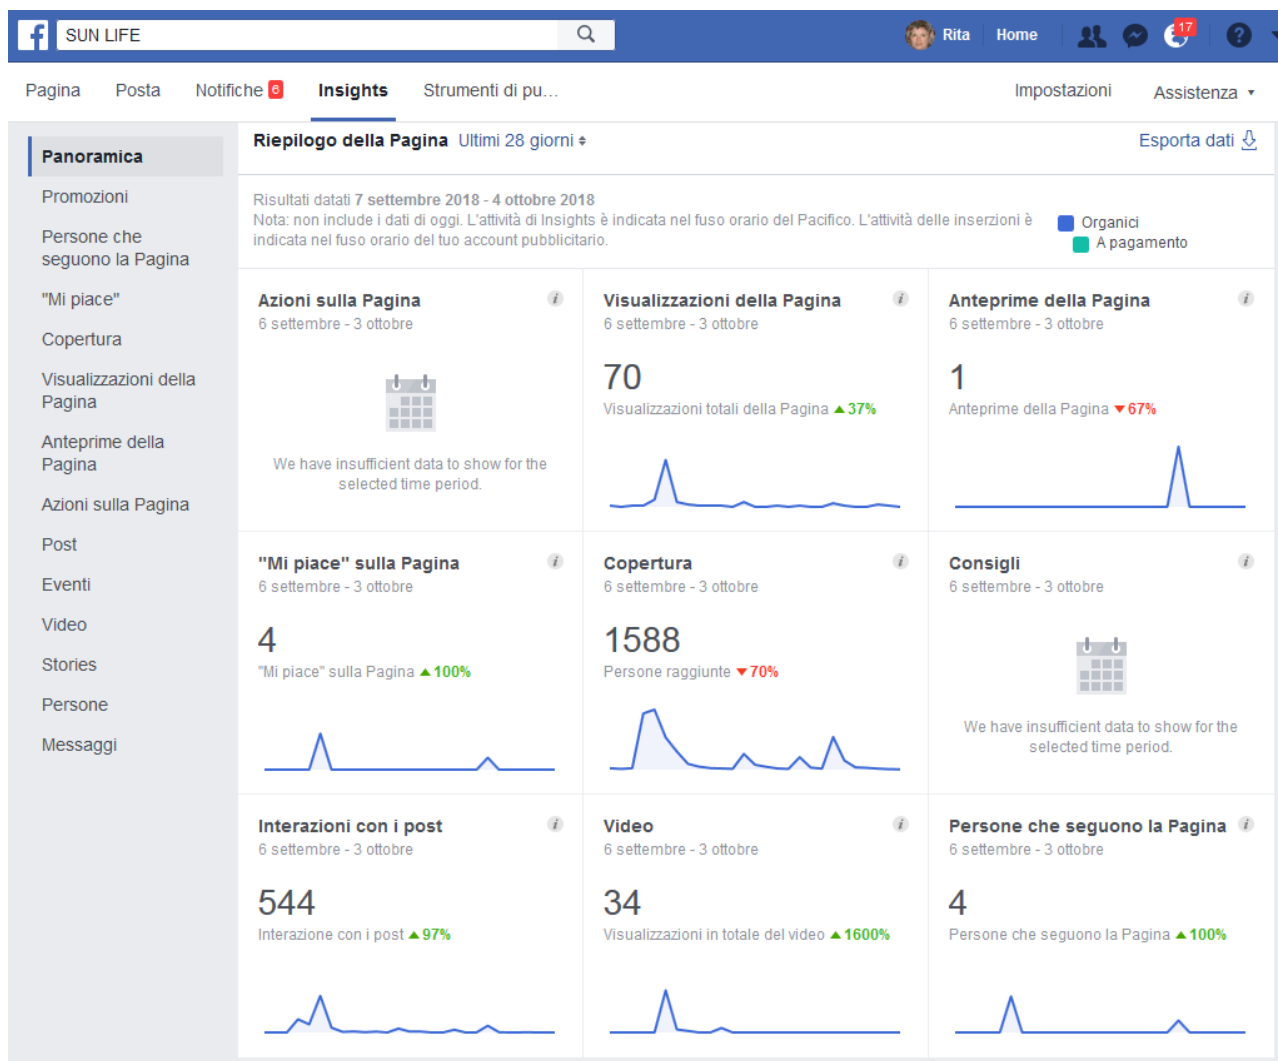 f SUN LIFE Rita Home 17 ?
Pagina Posta Notifiche 6 Insights Strumenti di pu... Impostazioni Assistenza
Panoramica
Promozioni
Persone che
seguono la Pagina
"Mi piace"
Copertura
Visualizzazioni della
Pagina
Anteprime della
Pagina
Azioni sulla Pagina
Post
Eventi
Video
Stories
Persone
Messaggi
Riepilogo della Pagina Ultimi 28 giorni Esporta dati
Risultati datati 7 settembre 2018 - 4 ottobre 2018
Nota: non include i dati di oggi. L'attività di Insights è indicata nel fuso orario del Pacifico. L'attività delle inserzioni è
indicata nel fuso orario del tuo account pubblicitario.
Organici
A pagamento
Azioni sulla Pagina i
6 settembre - 3 ottobre
We have insufficient data to show for the
selected time period.
Visualizzazioni della Pagina i
6 settembre - 3 ottobre
70
Visualizzazioni totali della Pagina ▲37%
Anteprime della Pagina i
6 settembre - 3 ottobre
1
Anteprime della Pagina ▼67%
"Mi piace" sulla Pagina i
6 settembre - 3 ottobre
4
"Mi piace" sulla Pagina ▲100%
Copertura i
6 settembre - 3 ottobre
1588
Persone raggiunte ▼70%
Consigli i
6 settembre - 3 ottobre
We have insufficient data to show for the
selected time period.
Interazioni con i post i
6 settembre - 3 ottobre
544
Interazione con i post ▲97%
Video i
6 settembre - 3 ottobre
34
Visualizzazioni in totale del video ▲1600%
Persone che seguono la Pagina i
6 settembre - 3 ottobre
4
Persone che seguono la Pagina ▲100%